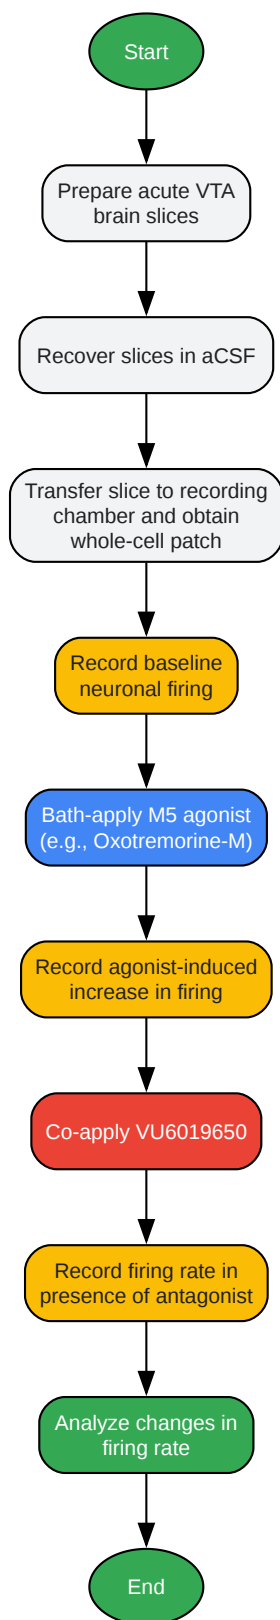 Start
Prepare acute VTA
brain slices
Recover slices in aCSF
Transfer slice to recording
chamber and obtain
whole-cell patch
Record baseline
neuronal firing
Bath-apply M5 agonist
(e.g., Oxotremorine-M)
Record agonist-induced
increase in firing
Co-apply VU6019650
Record firing rate in
presence of antagonist
Analyze changes in
firing rate
End